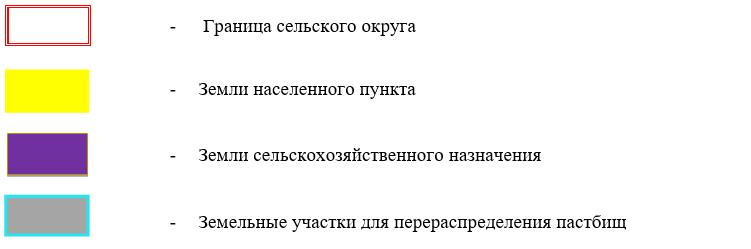 - Граница сельского округа
- Земли населенного пункта
- Земли сельскохозяйственного назначения
- Земельные участки для перераспределения пастбищ